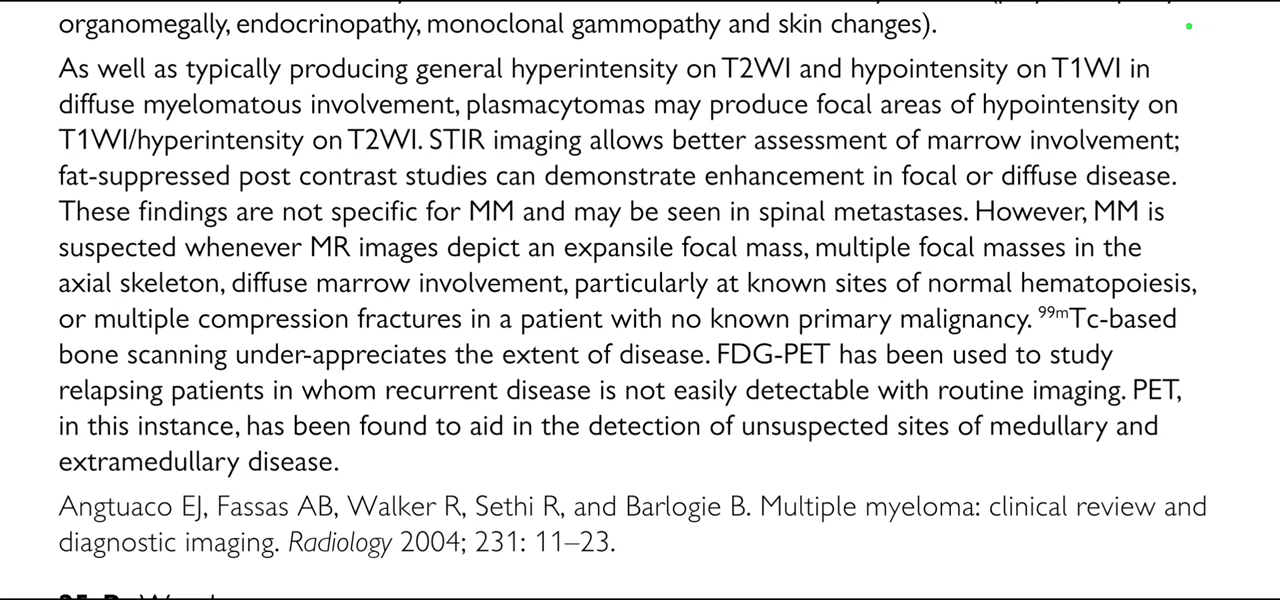 organomegally, endocrinopathy, monoclonal gammopathy and skin changes).
As well as typically producing general hyperintensity on T2WI and hypointensity on T1WI in
diffuse myelomatous involvement, plasmacytomas may produce focal areas of hypointensity on
T1WI/hyperintensity on T2WI. STIR imaging allows better assessment of marrow involvement;
fat-suppressed post contrast studies can demonstrate enhancement in focal or diffuse disease.
These findings are not specific for MM and may be seen in spinal metastases. However, MM is
suspected whenever MR images depict an expansile focal mass, multiple focal masses in the
axial skeleton, diffuse marrow involvement, particularly at known sites of normal hematopoiesis,
or multiple compression fractures in a patient with no known primary malignancy. ⁹⁹ᵐTc-based
bone scanning under-appreciates the extent of disease. FDG-PET has been used to study
relapsing patients in whom recurrent disease is not easily detectable with routine imaging. PET,
in this instance, has been found to aid in the detection of unsuspected sites of medullary and
extramedullary disease.
Angtuaco EJ, Fassas AB, Walker R, Sethi R, and Barlogie B. Multiple myeloma: clinical review and
diagnostic imaging. Radiology 2004; 231: 11–23.